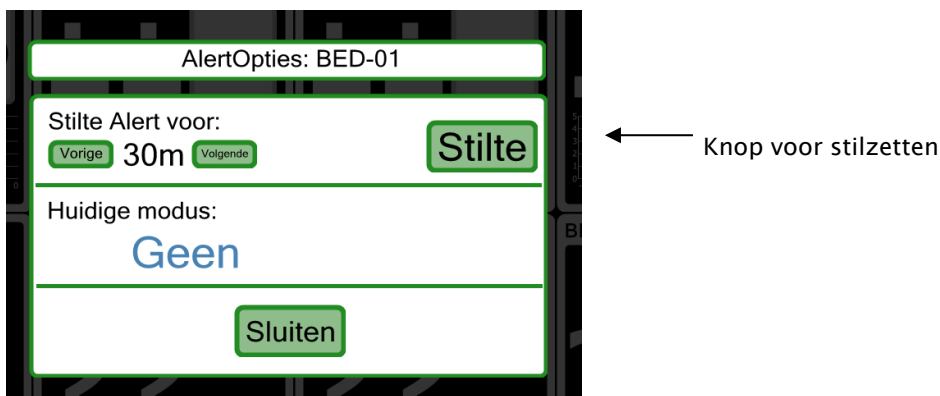 AlertOpties: BED-01
Stilte Alert voor:
Vorige 30m Volgende
Stilte
Knop voor stilzetten
Huidige modus:
Geen
Sluiten